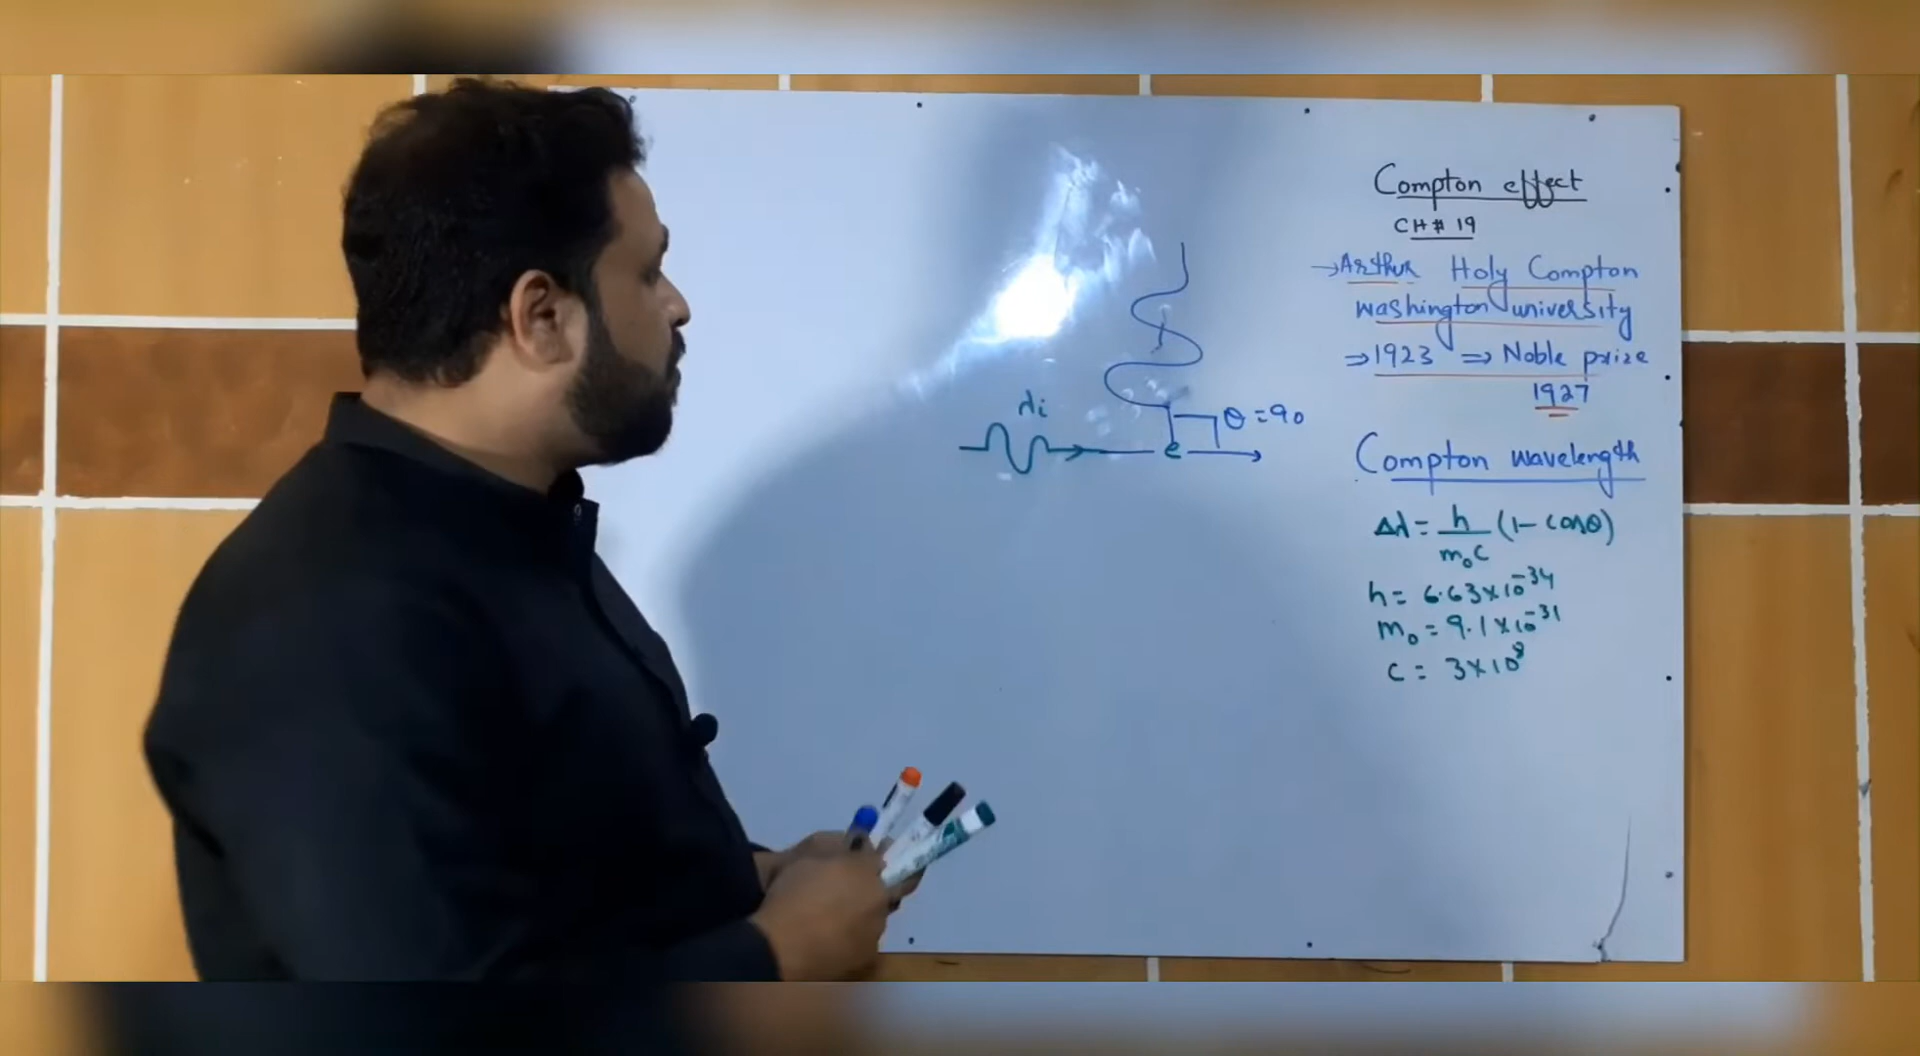 Compton effect
CH # 19
→ Arthur Holy Compton
washington university
⇒ 1923 ⇒ Noble prize
1927
λi
θ = 90
e
Compton wavelength
Δλ = h/m₀c (1 - cosθ)
h = 6.63×10⁻³⁴
m₀ = 9.1×10⁻³¹
c = 3×10⁸